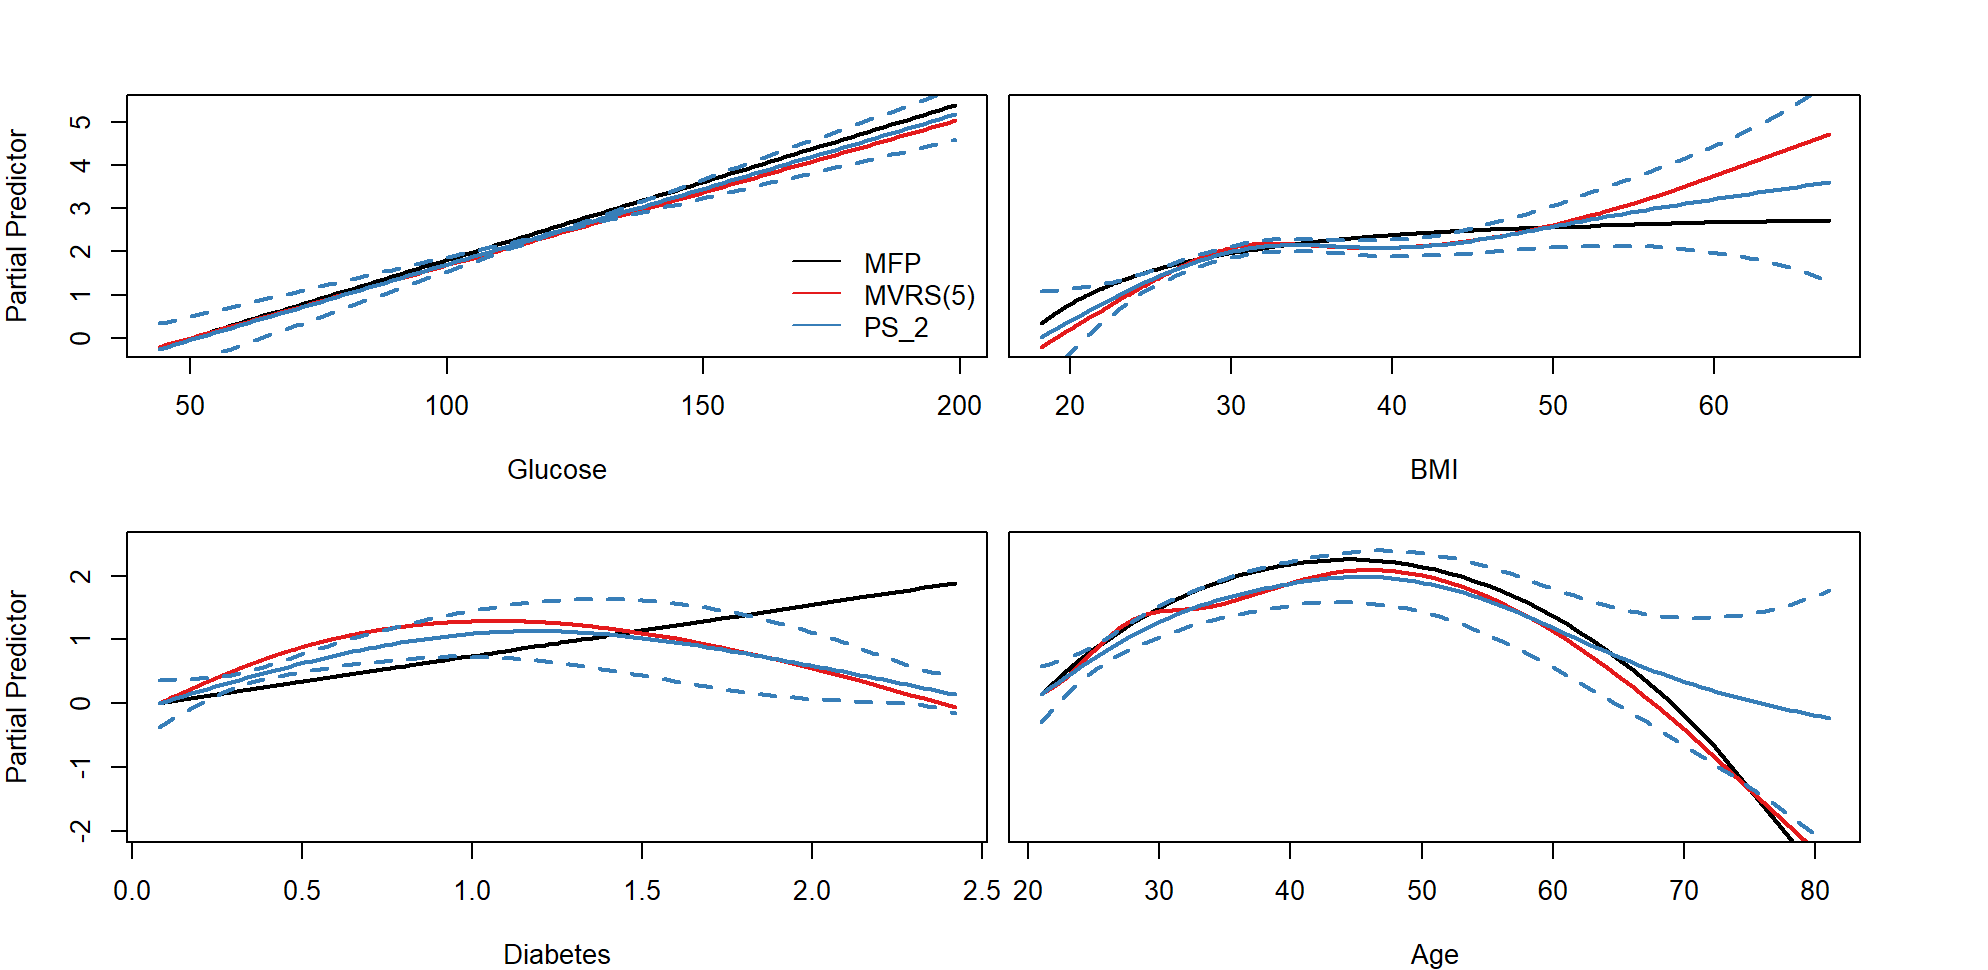 Partial Predictor
5
4
3
2
1
0
MFP
MVRS(5)
PS_2
50 100 150 200
Glucose
20 30 40 50 60
BMI
Partial Predictor
2
1
0
-1
-2
0.0 0.5 1.0 1.5 2.0 2.5
Diabetes
20 30 40 50 60 70 80
Age